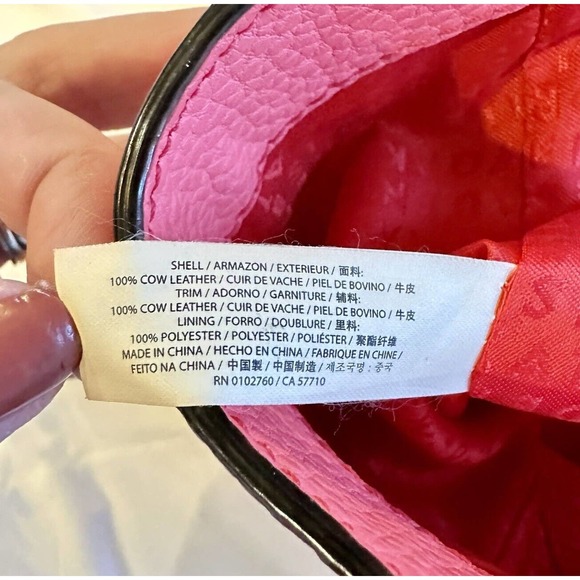 SHELL / ARMAZON / EXTERIEUR / 面料:
100% COW LEATHER / CUIR DE VACHE / PIEL DE BOVINO / 牛皮
TRIM / ADORNO / GARNITURE / 辅料:
100% COW LEATHER / CUIR DE VACHE / PIEL DE BOVINO / 牛皮
LINING / FORRO / DOUBLURE / 里料:
100% POLYESTER / POLYESTER / POLIÉSTER / 聚酯纤维
MADE IN CHINA / HECHO EN CHINA / FABRIQUE EN CHINE /
FEITO NA CHINA / 中國製 / 中国制造 / 제조국명 : 중국
RN 0102760 / CA 57710